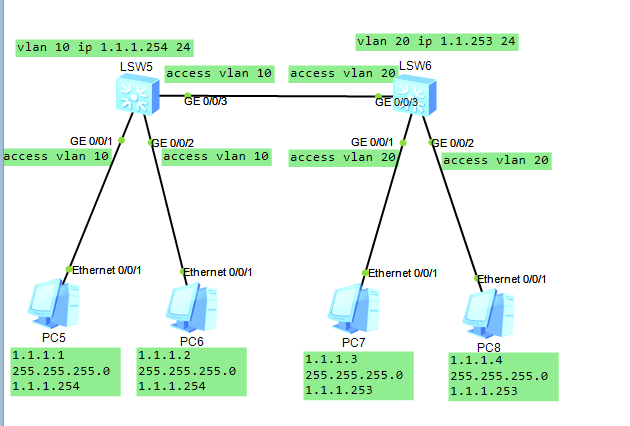 vlan 10 ip 1.1.1.254 24
vlan 20 ip 1.1.253 24
LSW5
LSW6
access vlan 10
access vlan 20
GE 0/0/3
GE 0/0/3
GE 0/0/1
GE 0/0/2
GE 0/0/1
GE 0/0/2
access vlan 10
access vlan 10
access vlan 20
access vlan 20
Ethernet 0/0/1
Ethernet 0/0/1
Ethernet 0/0/1
Ethernet 0/0/1
PC5
PC6
PC7
PC8
1.1.1.1
255.255.255.0
1.1.1.254
1.1.1.2
255.255.255.0
1.1.1.254
1.1.1.3
255.255.255.0
1.1.1.253
1.1.1.4
255.255.255.0
1.1.1.253